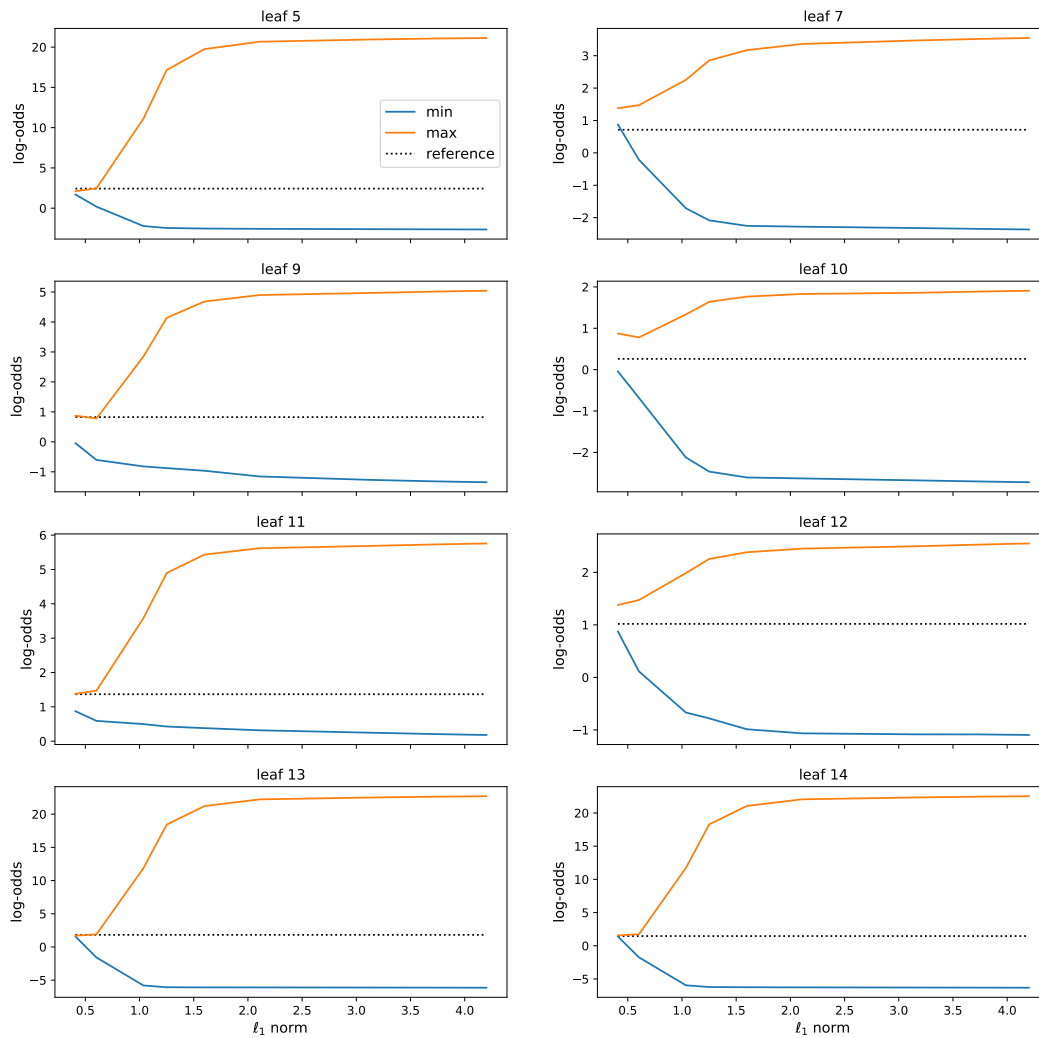 leaf 5
20
15
10
5
0
log-odds
min
max
reference
leaf 7
3
2
1
0
−1
−2
log-odds
leaf 9
5
4
3
2
1
0
−1
log-odds
leaf 10
2
1
0
−1
−2
log-odds
leaf 11
6
5
4
3
2
1
0
log-odds
leaf 12
2
1
0
−1
log-odds
leaf 13
20
15
10
5
0
−5
log-odds
0.5 1.0 1.5 2.0 2.5 3.0 3.5 4.0
ℓ₁ norm
leaf 14
20
15
10
5
0
−5
log-odds
0.5 1.0 1.5 2.0 2.5 3.0 3.5 4.0
ℓ₁ norm